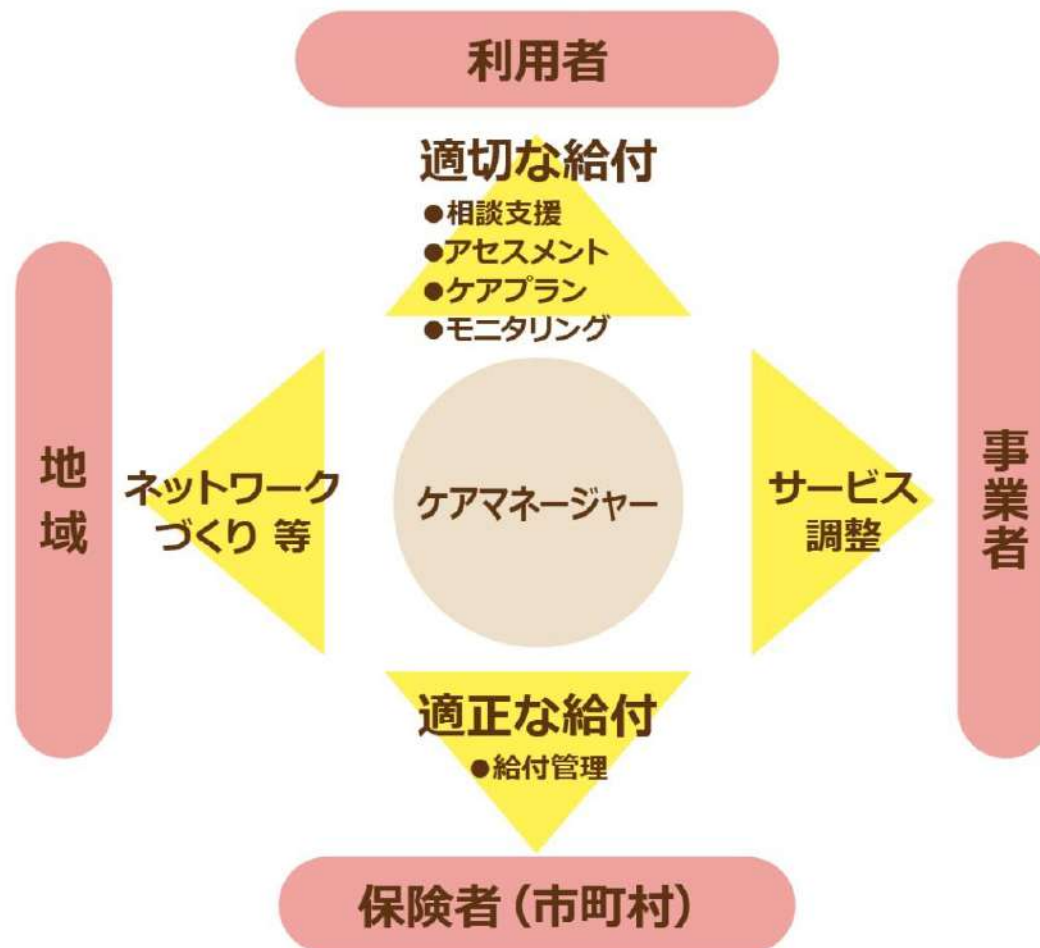 利用者
適切な給付
●相談支援
●アセスメント
●ケアプラン
●モニタリング
地域
ネットワーク
づくり 等
ケアマネージャー
サービス
調整
事業者
適正な給付
●給付管理
保険者（市町村）